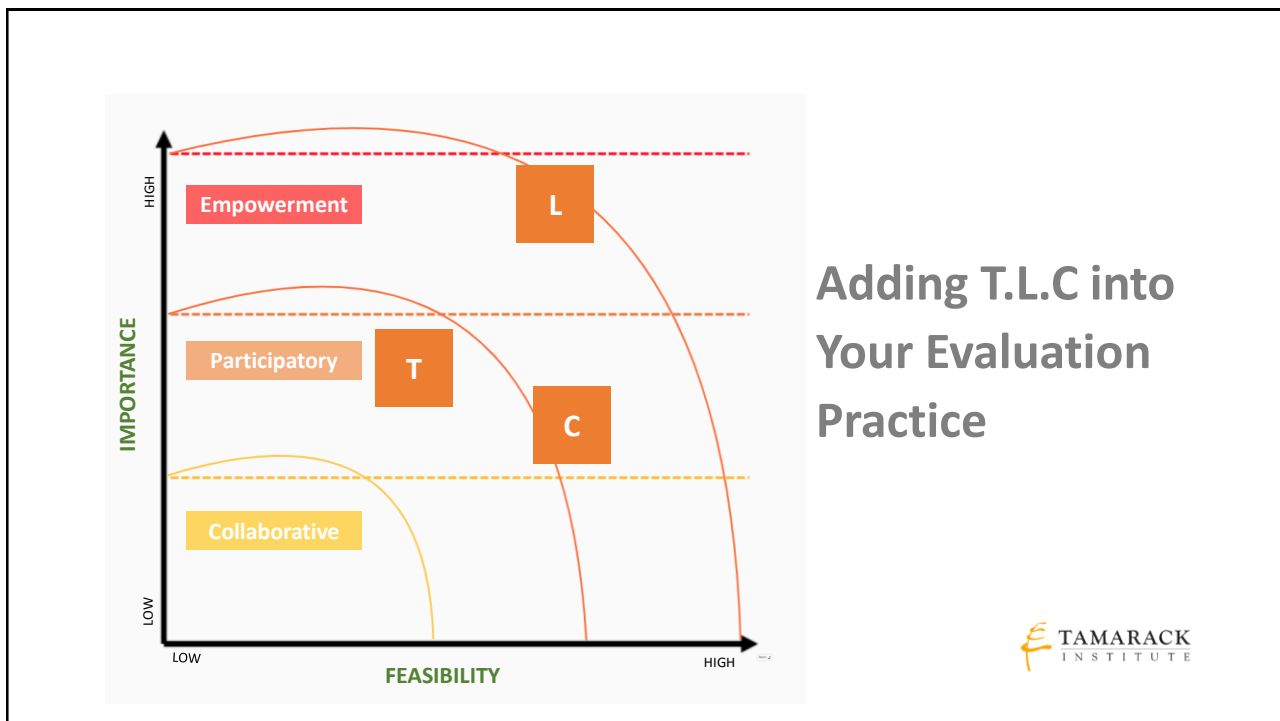 HIGH
Empowerment
L
Participatory
T
C
IMPORTANCE
Collaborative
LOW
LOW
HIGH
FEASIBILITY
Adding T.L.C into
Your Evaluation
Practice
TAMARACK
INSTITUTE